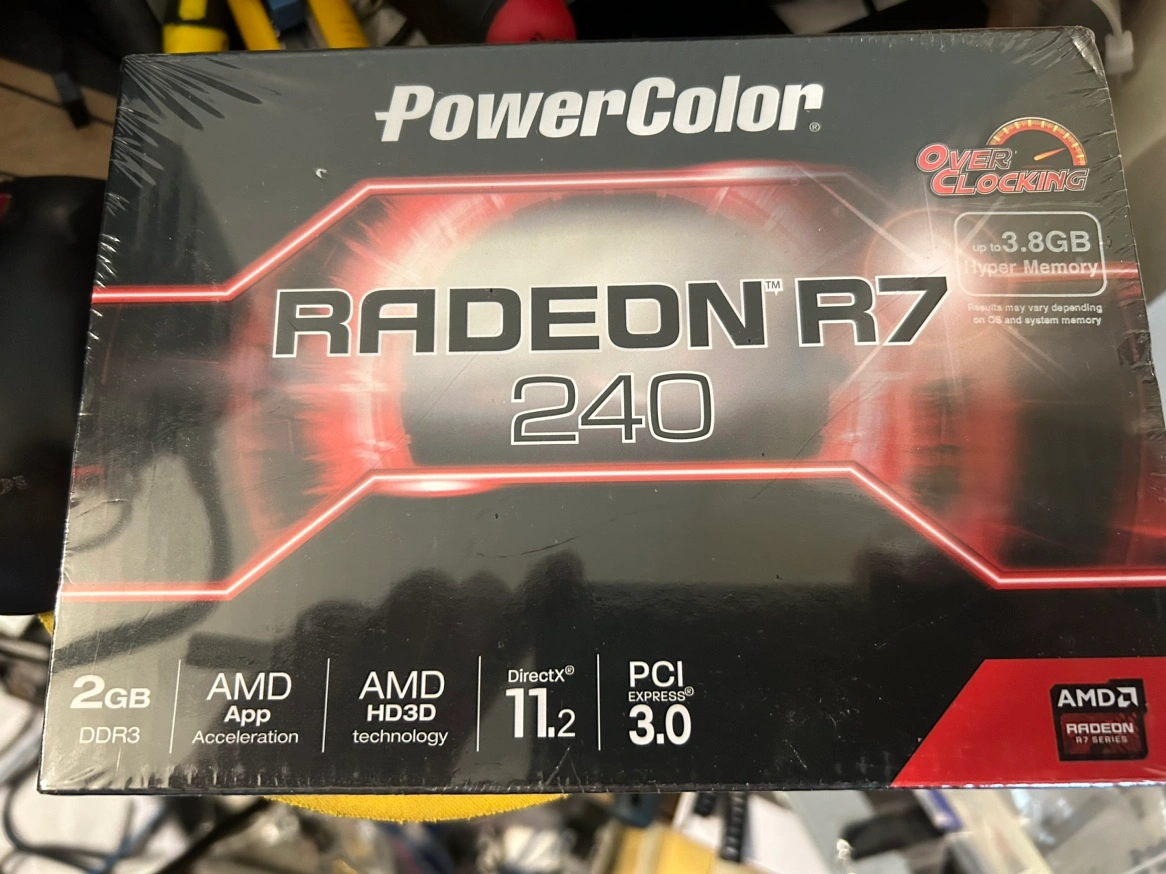 PowerColor®
OVER
CLOCKING
up to 3.8GB
Hyper Memory
Results may vary depending
on OS and system memory
RADEON™ R7
240
2GB
DDR3
AMD
App
Acceleration
AMD
HD3D
technology
DirectX®
11.2
PCI
EXPRESS®
3.0
AMD
RADEON
R7 SERIES